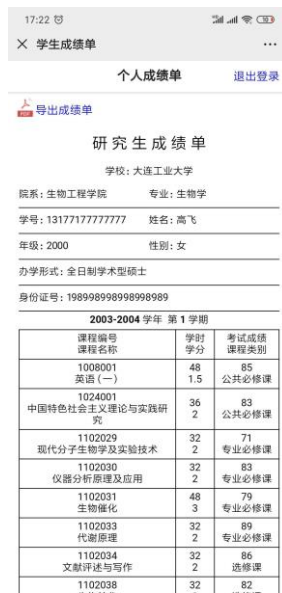 17:22
学生成绩单
个人成绩单 退出登录
PDF 导出成绩单
研究生成绩单
学校：大连工业大学
院系：生物工程学院 专业：生物学
学号：13177177777777 姓名：高飞
年级：2000 性别：女
办学形式：全日制学术型硕士
身份证号：198998998998998989
2003-2004 学年 第 1 学期
课程编号 学时 考试成绩
课程名称 学分 课程类别
1008001 48 85
英语（一） 1.5 公共必修课
1024001
中国特色社会主义理论与实践研 36 83
究 2 公共必修课
1102029 32 71
现代分子生物学及实验技术 2 专业必修课
1102030 32 83
仪器分析原理及应用 2 专业必修课
1102031 48 79
生物催化 3 专业必修课
1102033 32 89
代谢原理 2 专业必修课
1102034 32 86
文献评述与写作 2 选修课
1102038 32 82